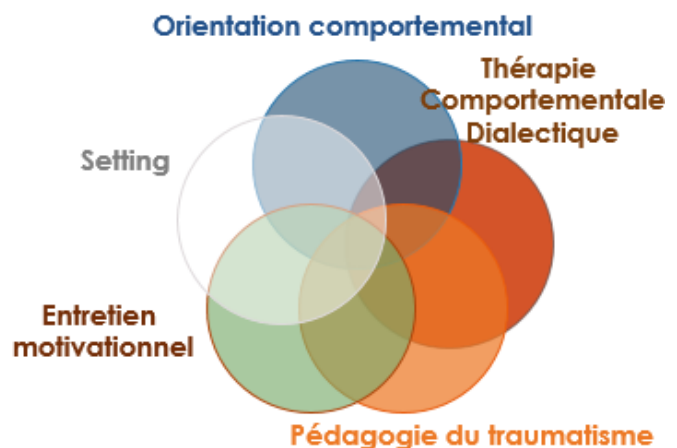 Orientation comportemental
Thérapie
Comportementale
Dialectique
Setting
Entretien
motivationnel
Pédagogie du traumatisme